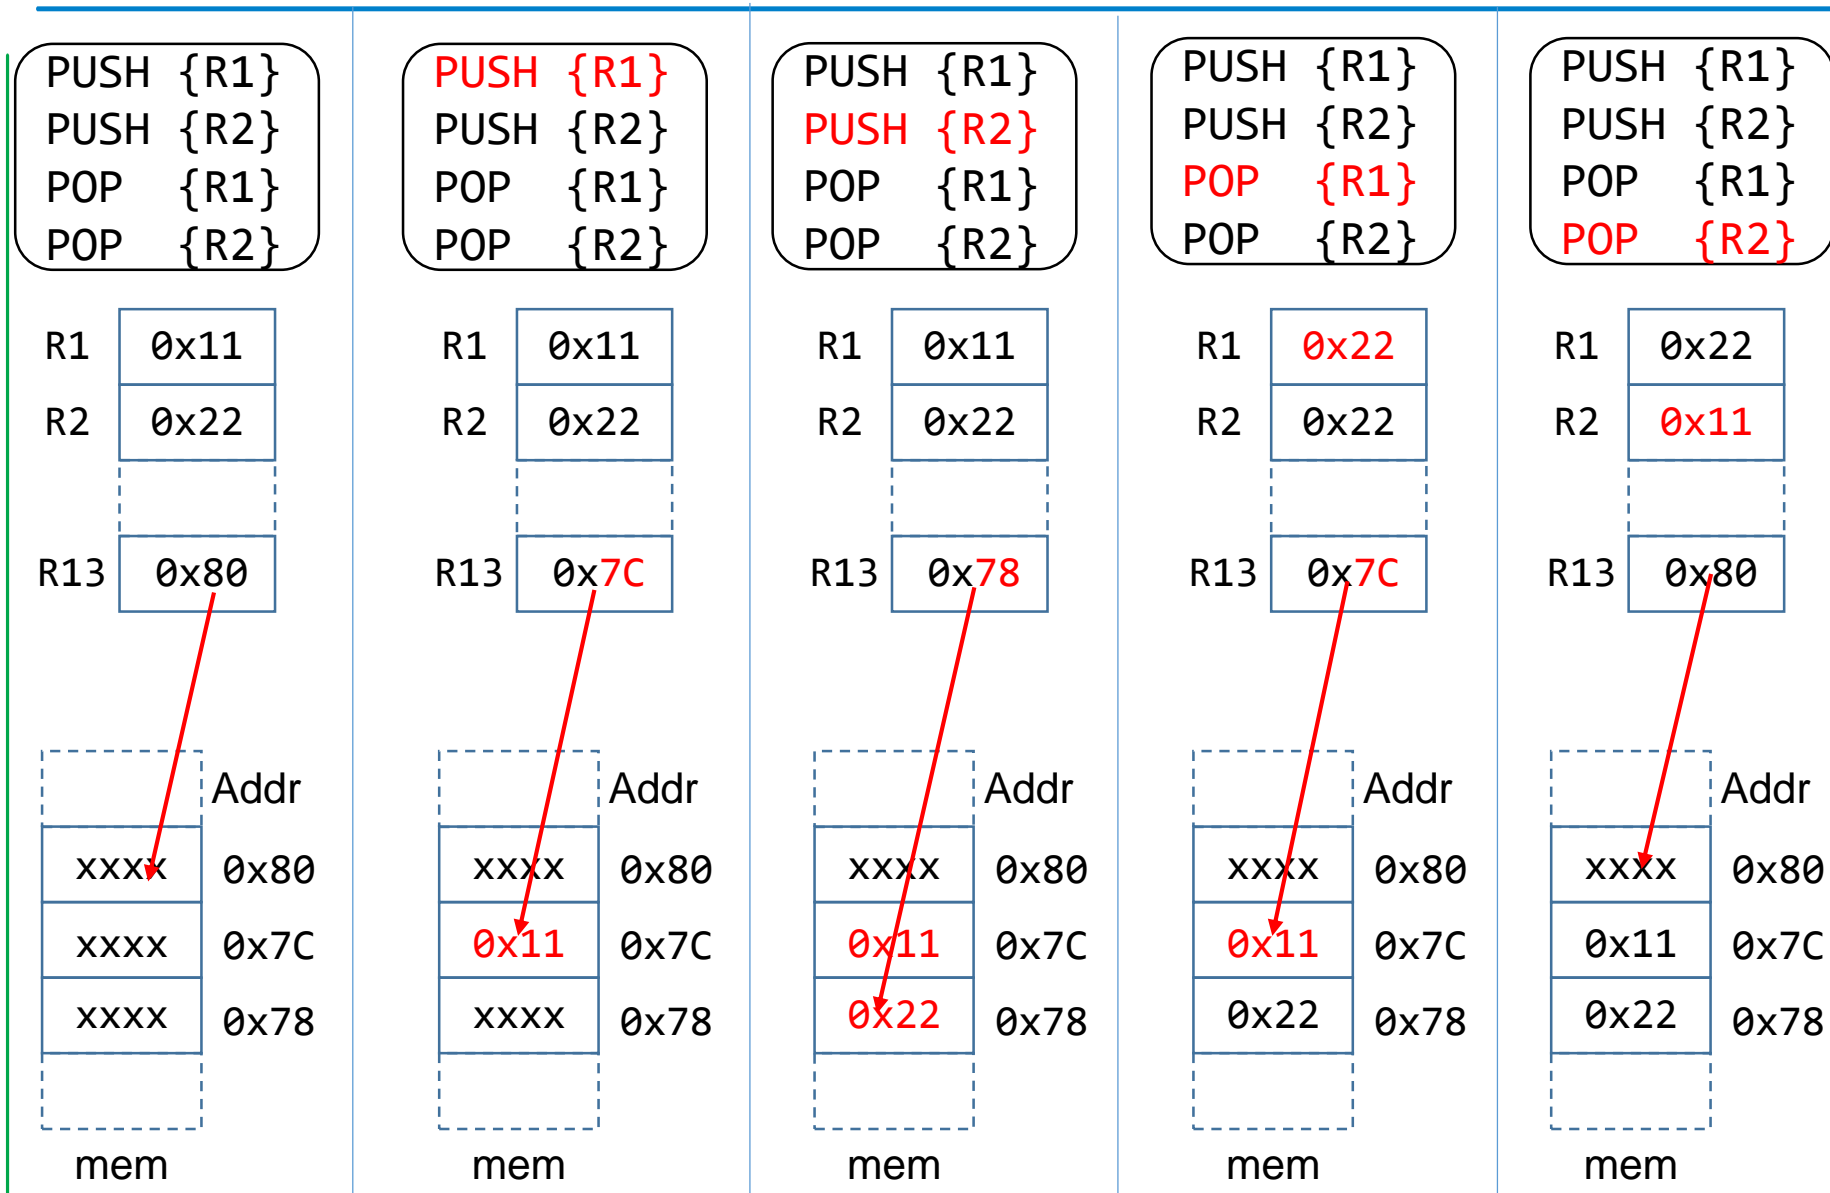 PUSH {R1}
PUSH {R2}
POP {R1}
POP {R2}
R1 0x11
R2 0x22
R13 0x80
Addr
xxxx 0x80
xxxx 0x7C
xxxx 0x78
mem
PUSH {R1}
PUSH {R2}
POP {R1}
POP {R2}
R1 0x11
R2 0x22
R13 0x7C
Addr
xxxx 0x80
0x11 0x7C
xxxx 0x78
mem
PUSH {R1}
PUSH {R2}
POP {R1}
POP {R2}
R1 0x11
R2 0x22
R13 0x78
Addr
xxxx 0x80
0x11 0x7C
0x22 0x78
mem
PUSH {R1}
PUSH {R2}
POP {R1}
POP {R2}
R1 0x22
R2 0x22
R13 0x7C
Addr
xxxx 0x80
0x11 0x7C
0x22 0x78
mem
PUSH {R1}
PUSH {R2}
POP {R1}
POP {R2}
R1 0x22
R2 0x11
R13 0x80
Addr
xxxx 0x80
0x11 0x7C
0x22 0x78
mem